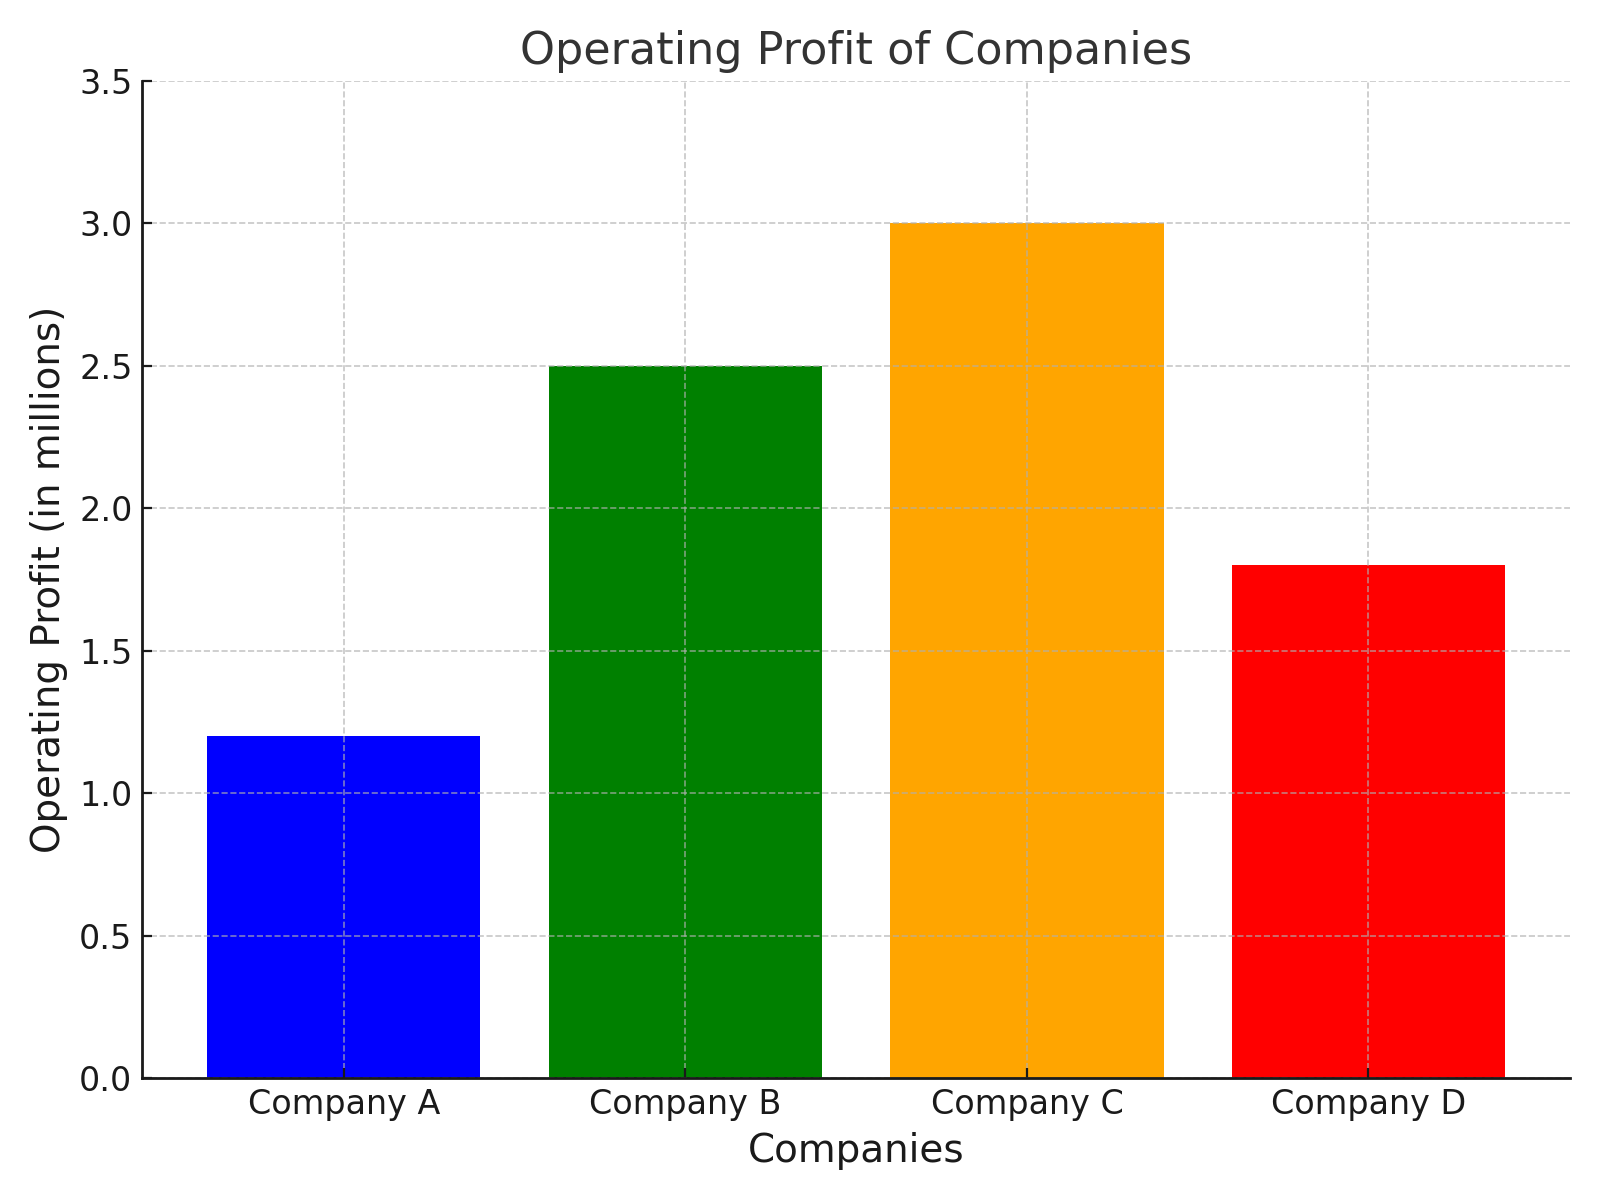 Operating Profit of Companies
3.5
3.0
2.5
2.0
1.5
1.0
0.5
0.0
Operating Profit (in millions)
Company A Company B Company C Company D
Companies